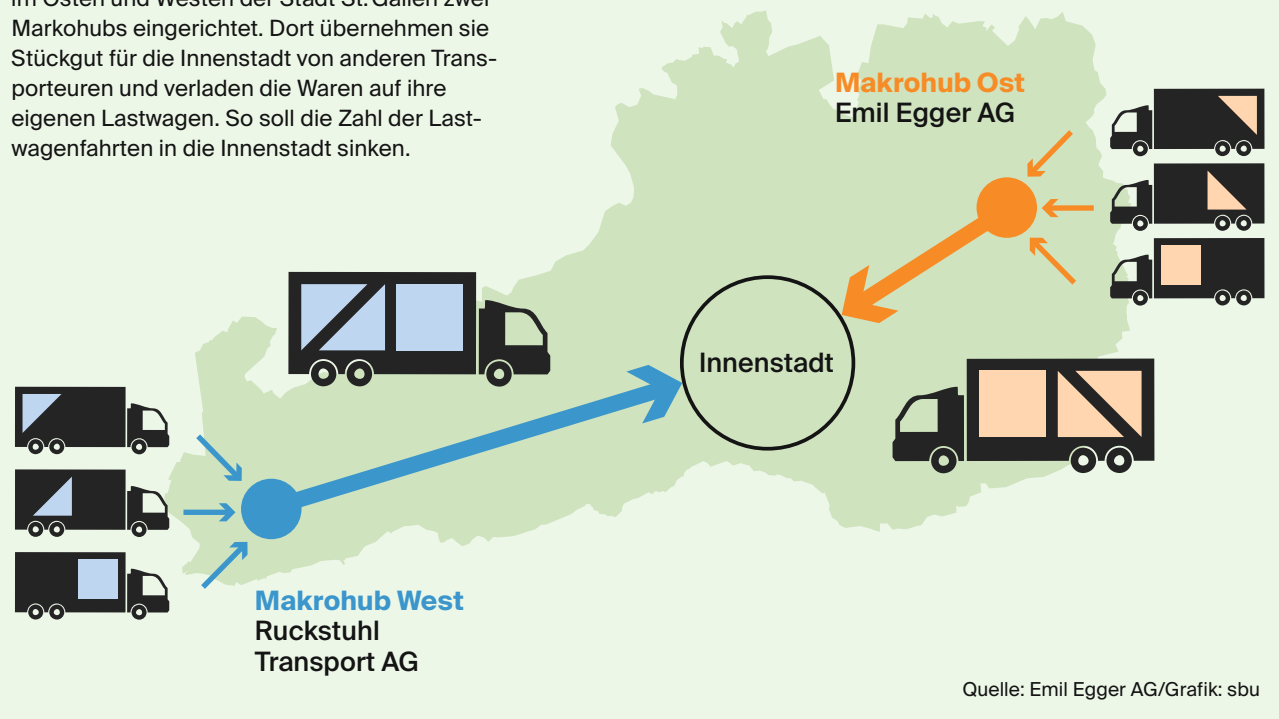 im Osten und Westen der Stadt St. Gallen zwei
Markohubs eingerichtet. Dort übernehmen sie
Stückgut für die Innenstadt von anderen Trans-
porteuren und verladen die Waren auf ihre
eigenen Lastwagen. So soll die Zahl der Last-
wagenfahrten in die Innenstadt sinken.
Makrohub Ost
Emil Egger AG
Innenstadt
Makrohub West
Ruckstuhl
Transport AG
Quelle: Emil Egger AG/Grafik: sbu